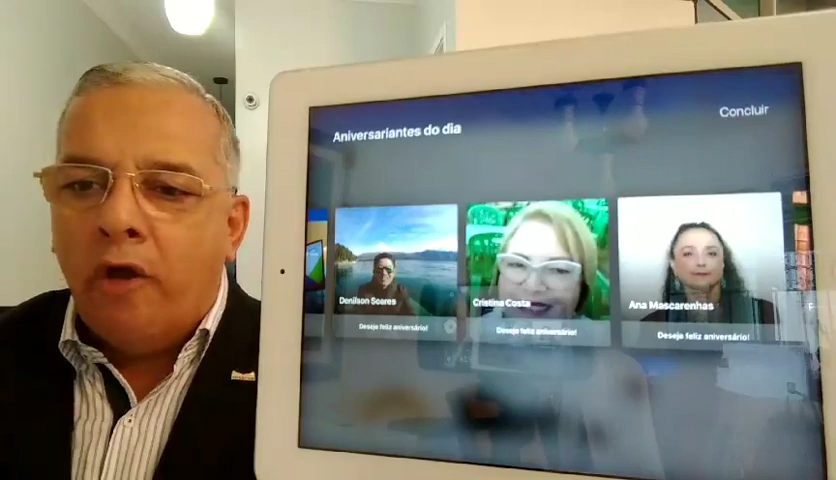 Aniversariantes do dia
Concluir
Denilson Soares
Cristina Costa
Ana Mascarenhas
Deseje feliz aniversário!
Deseje feliz aniversário!
Deseje feliz aniversário!